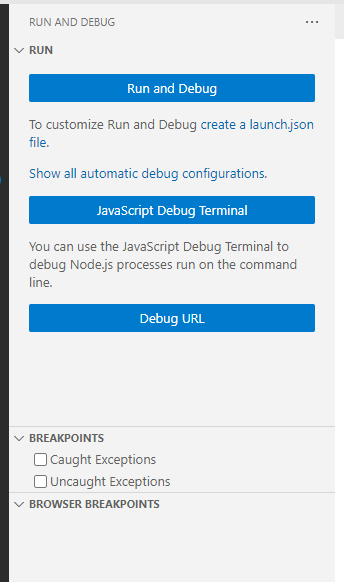 RUN AND DEBUG ···
RUN
Run and Debug
To customize Run and Debug create a launch.json
file.
Show all automatic debug configurations.
JavaScript Debug Terminal
You can use the JavaScript Debug Terminal to
debug Node.js processes run on the command
line.
Debug URL
BREAKPOINTS
Caught Exceptions
Uncaught Exceptions
BROWSER BREAKPOINTS